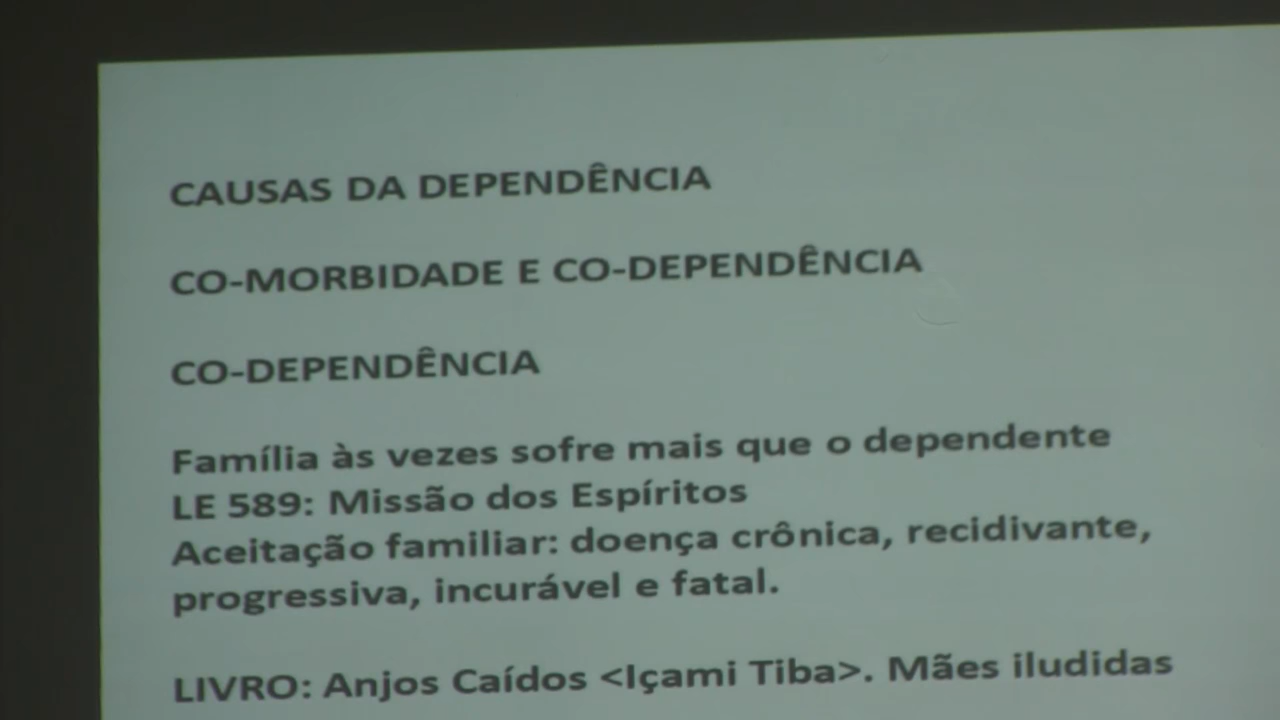 CAUSAS DA DEPENDÊNCIA
CO-MORBIDADE E CO-DEPENDÊNCIA
CO-DEPENDÊNCIA
Família às vezes sofre mais que o dependente
LE 589: Missão dos Espíritos
Aceitação familiar: doença crônica, recidivante,
progressiva, incurável e fatal.
LIVRO: Anjos Caídos <Içami Tiba>. Mães iludidas